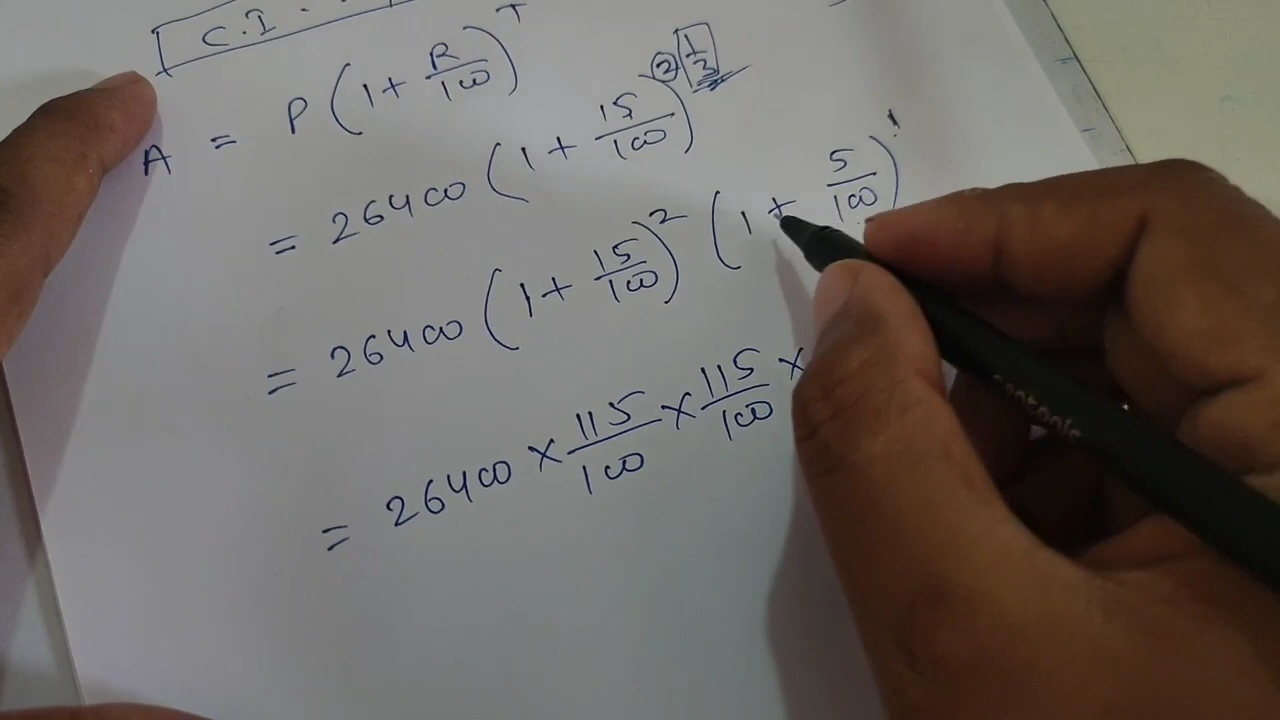 C.I.
A = P(1 + R/100)^T
= 26400(1 + 15/100)^2 1/3
= 26400(1 + 15/100)^2 (1 + 5/100)^1
= 26400 × 115/100 × 115/100 ×